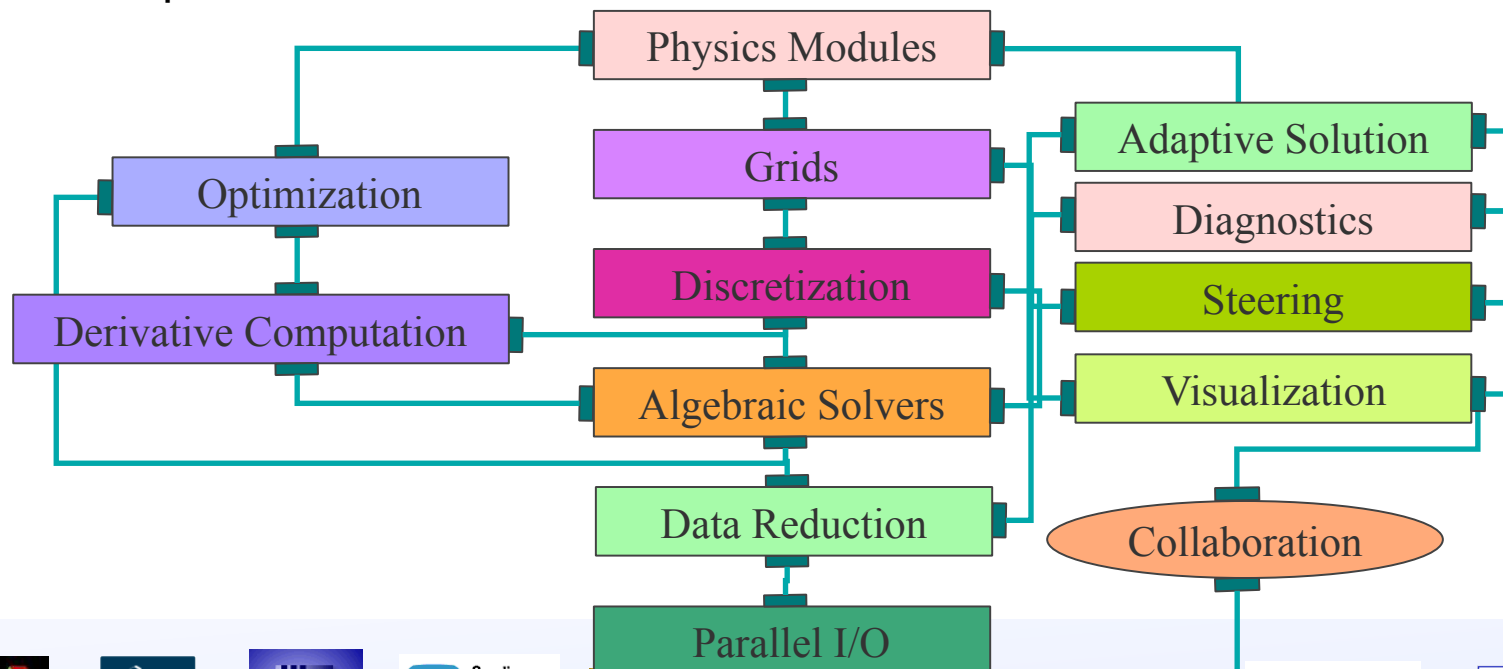 Physics Modules
Adaptive Solution
Grids
Optimization
Diagnostics
Discretization
Steering
Derivative Computation
Visualization
Algebraic Solvers
Data Reduction
Collaboration
Parallel I/O